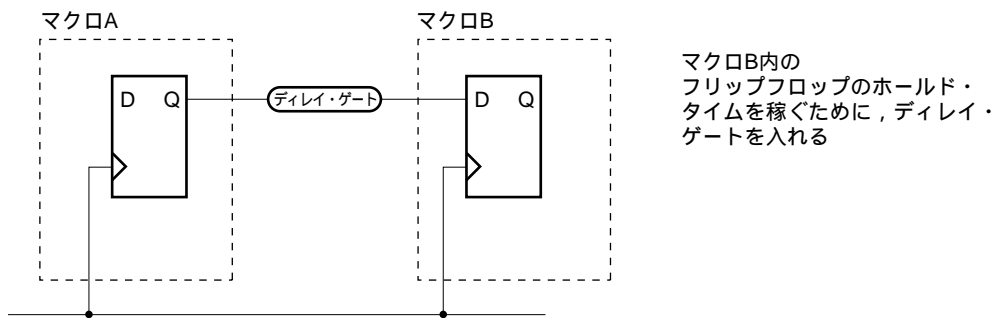 マクロA
マクロB
D Q
ディレイ・ゲート
D Q
マクロB内の
フリップフロップのホールド・
タイムを稼ぐために，ディレイ・
ゲートを入れる